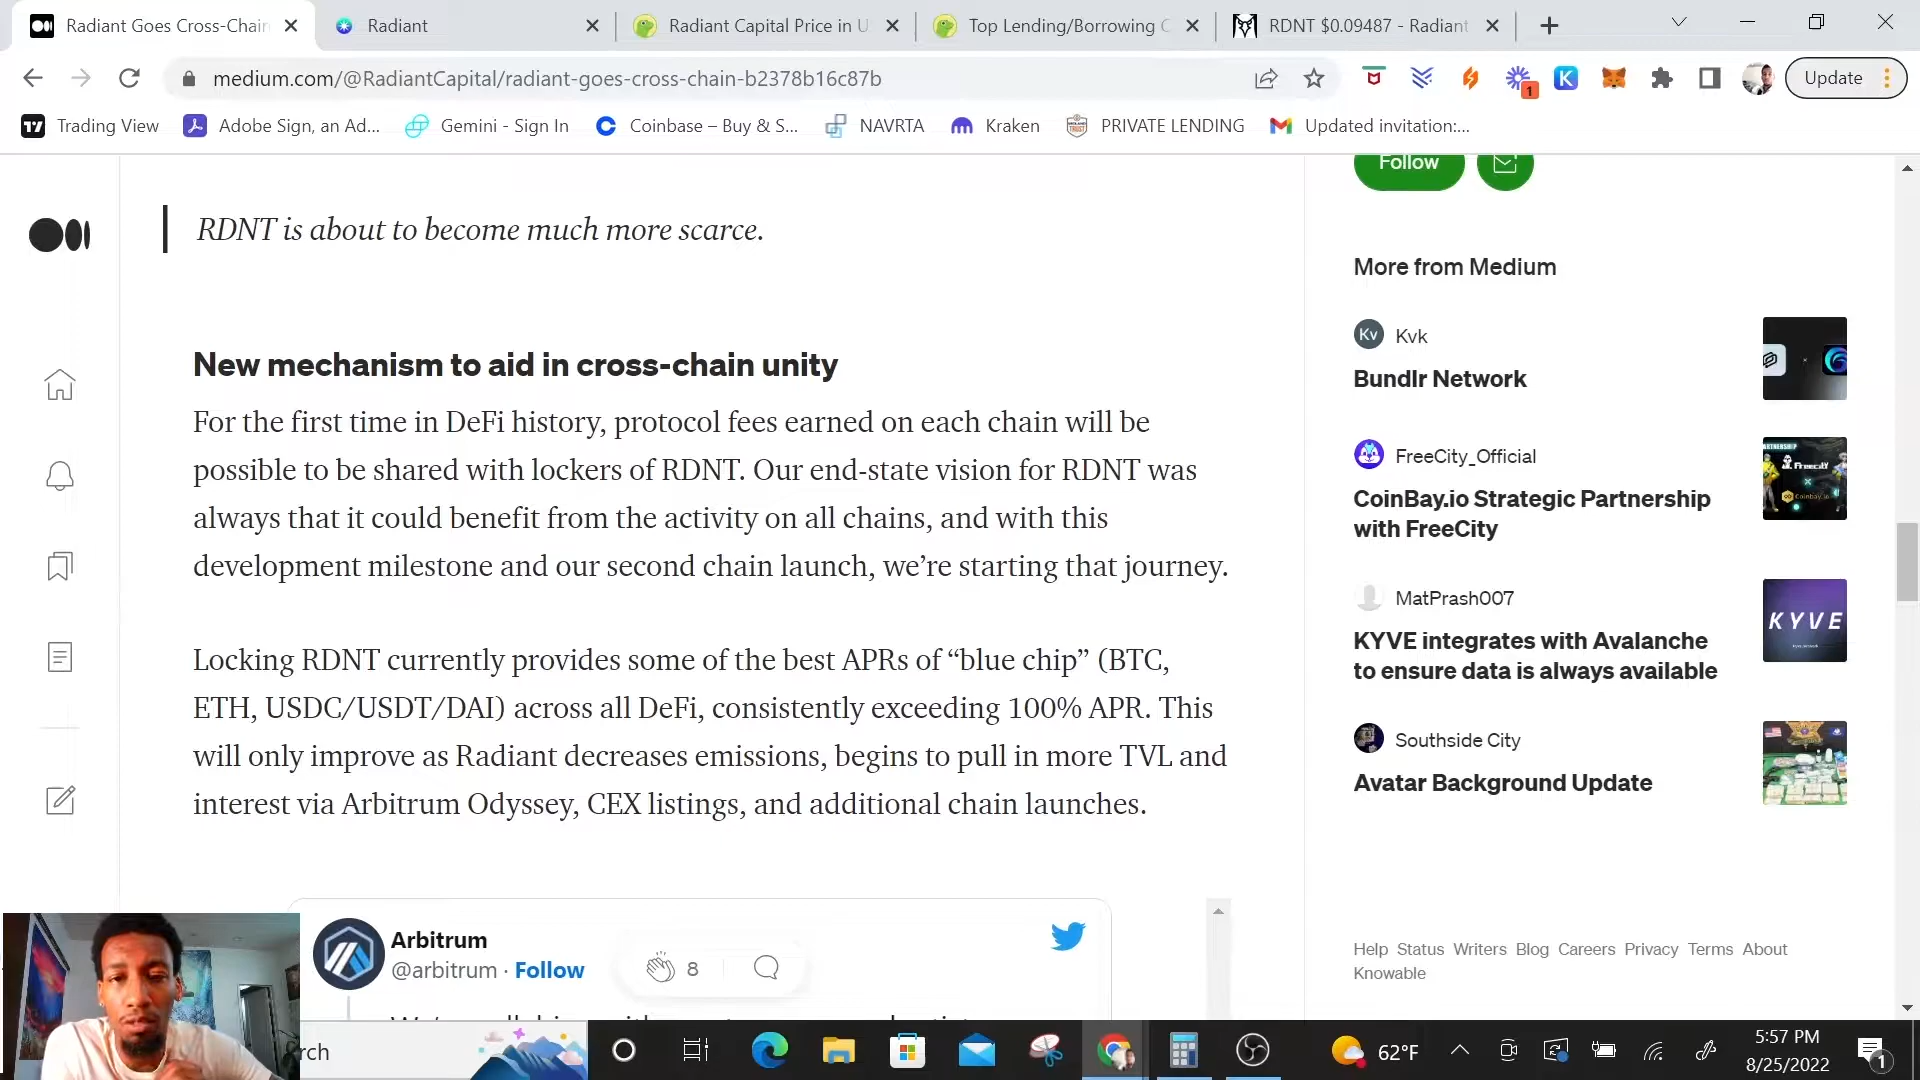 Radiant Goes Cross-Chain
Radiant
Radiant Capital Price in U
Top Lending/Borrowing C
RDNT $0.09487 - Radiant
medium.com/@RadiantCapital/radiant-goes-cross-chain-b2378b16c87b
1
Update
Trading View
Adobe Sign, an Ad...
Gemini - Sign In
Coinbase – Buy & S...
NAVRTA
Kraken
PRIVATE LENDING
Updated invitation:...
RDNT is about to become much more scarce.
New mechanism to aid in cross-chain unity
For the first time in DeFi history, protocol fees earned on each chain will be
possible to be shared with lockers of RDNT. Our end-state vision for RDNT was
always that it could benefit from the activity on all chains, and with this
development milestone and our second chain launch, we’re starting that journey.
Locking RDNT currently provides some of the best APRs of “blue chip” (BTC,
ETH, USDC/USDT/DAI) across all DeFi, consistently exceeding 100% APR. This
will only improve as Radiant decreases emissions, begins to pull in more TVL and
interest via Arbitrum Odyssey, CEX listings, and additional chain launches.
Arbitrum
@arbitrum · Follow
8
Follow
More from Medium
Kv
Kvk
Bundlr Network
FreeCity_Official
CoinBay.io Strategic Partnership
with FreeCity
MatPrash007
KYVE integrates with Avalanche
to ensure data is always available
KYVE
Southside City
Avatar Background Update
Help Status Writers Blog Careers Privacy Terms About
Knowable
rch
62°F
5:57 PM
8/25/2022
1